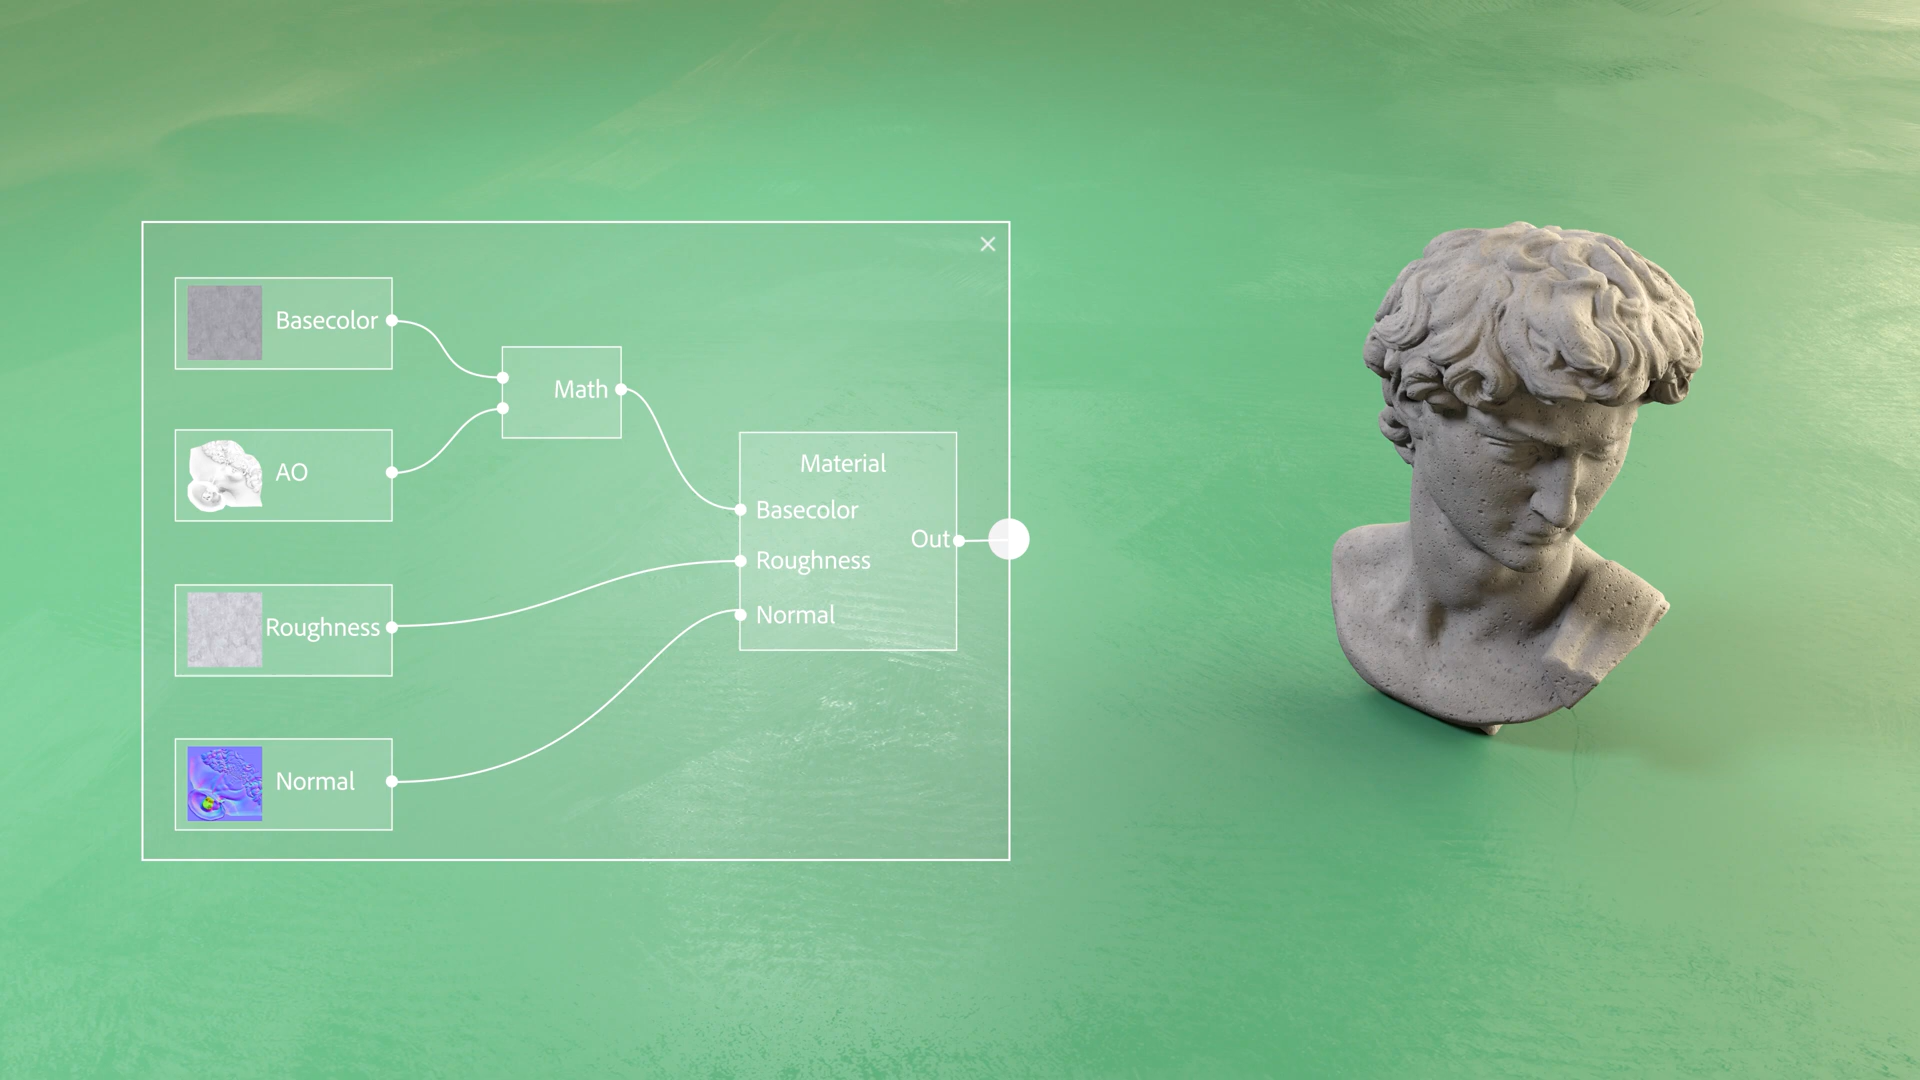 Basecolor
Math
AO
Material
Basecolor
Out
Roughness
Roughness
Normal
Normal